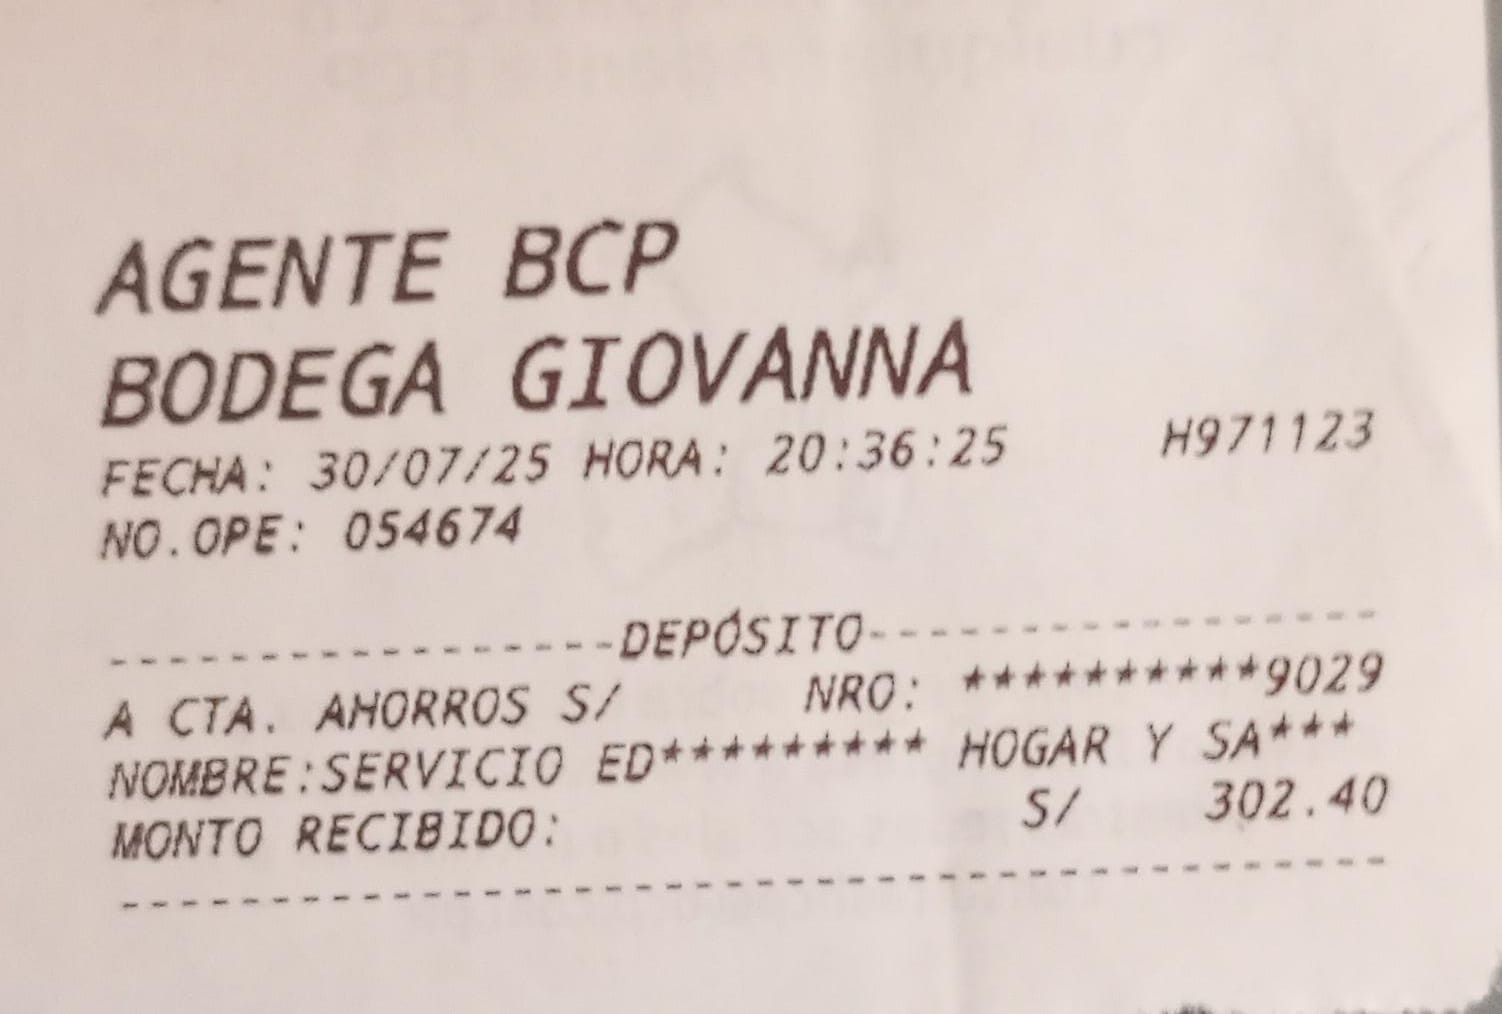 AGENTE BCP
BODEGA GIOVANNA
FECHA: 30/07/25 HORA: 20:36:25 H971123
NO.OPE: 054674
------------------DEPÓSITO------------------
A CTA. AHORROS S/ NRO: **********9029
NOMBRE:SERVICIO ED********* HOGAR Y SA***
MONTO RECIBIDO: S/ 302.40